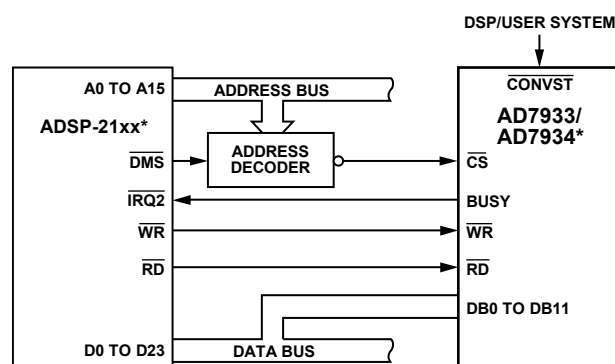 DSP/USER SYSTEM
A0 TO A15
ADDRESS BUS
CONVST
ADSP-21xx*
AD7933/
AD7934*
DMS
ADDRESS
DECODER
CS
IRQ2
BUSY
WR
WR
RD
RD
DB0 TO DB11
D0 TO D23
DATA BUS